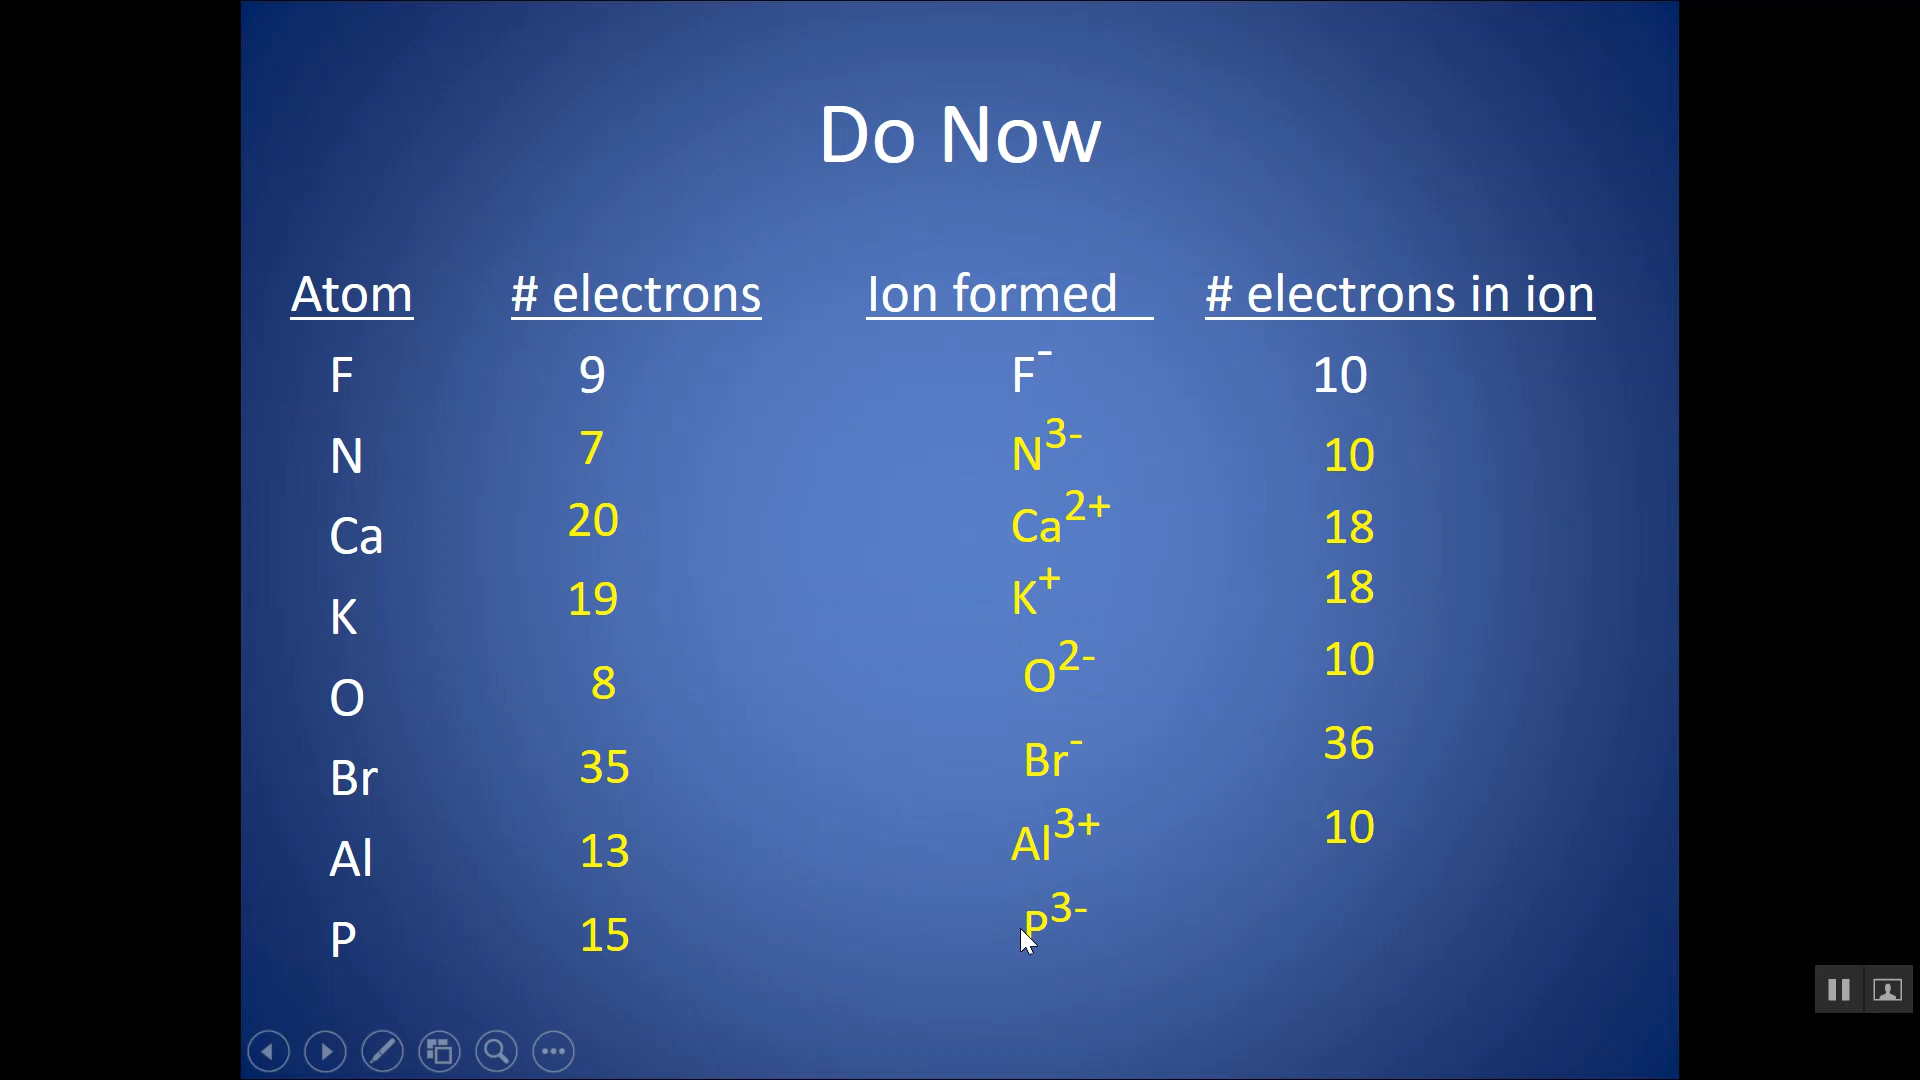 Do Now
Atom # electrons Ion formed # electrons in ion
F 9 F⁻ 10
N 7 N³⁻ 10
Ca 20 Ca²⁺ 18
K 19 K⁺ 18
O 8 O²⁻ 10
Br 35 Br⁻ 36
Al 13 Al³⁺ 10
P 15 P³⁻